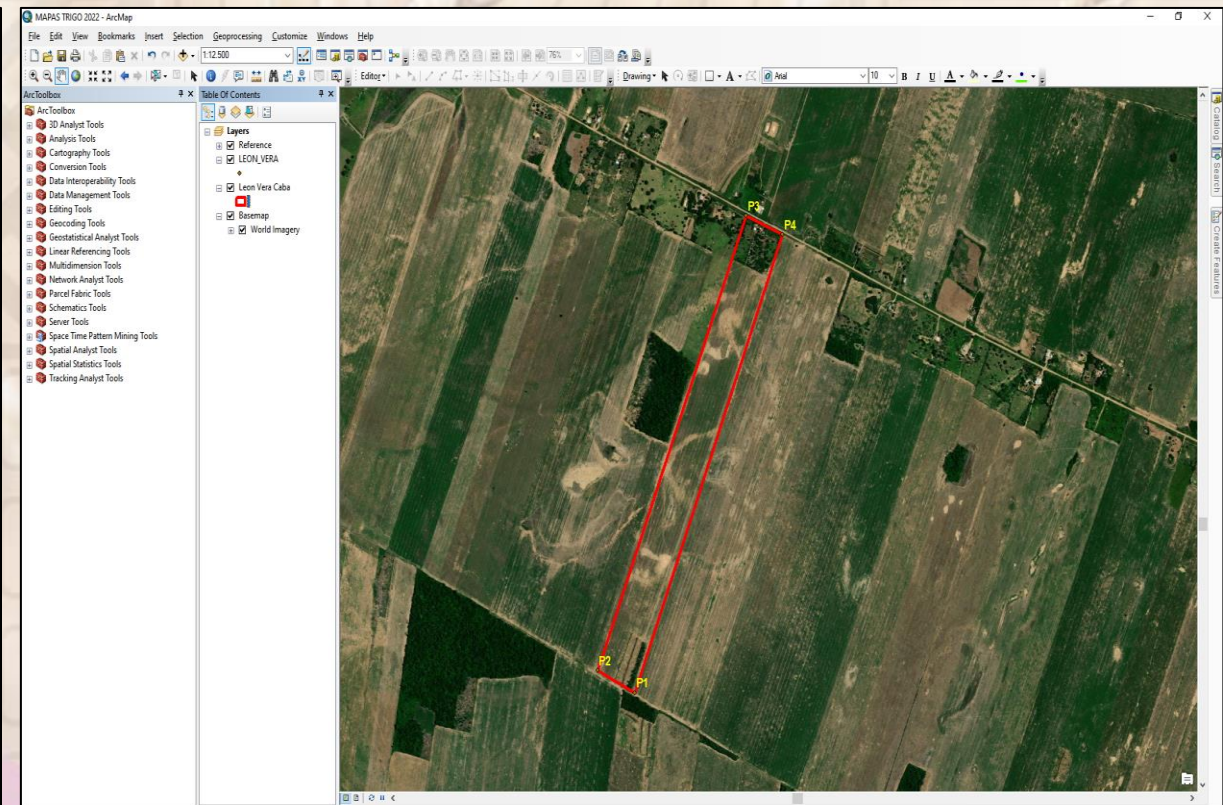 MAPAS TRIGO 2022 - ArcMap
File Edit View Bookmarks Insert Selection Geoprocessing Customize Windows Help
1:12.500
76%
Editor
Drawing
A
Arial
10
B I U A
ArcToolbox
ArcToolbox
3D Analyst Tools
Analysis Tools
Cartography Tools
Conversion Tools
Data Interoperability Tools
Data Management Tools
Editing Tools
Geocoding Tools
Geostatistical Analyst Tools
Linear Referencing Tools
Multidimension Tools
Network Analyst Tools
Parcel Fabric Tools
Schematics Tools
Server Tools
Space Time Pattern Mining Tools
Spatial Analyst Tools
Spatial Statistics Tools
Tracking Analyst Tools
Table Of Contents
Layers
Reference
LEON_VERA
Leon Vera Caba
Basemap
World Imagery
P3
P4
P2
P1
Catalog
Search
Create Features